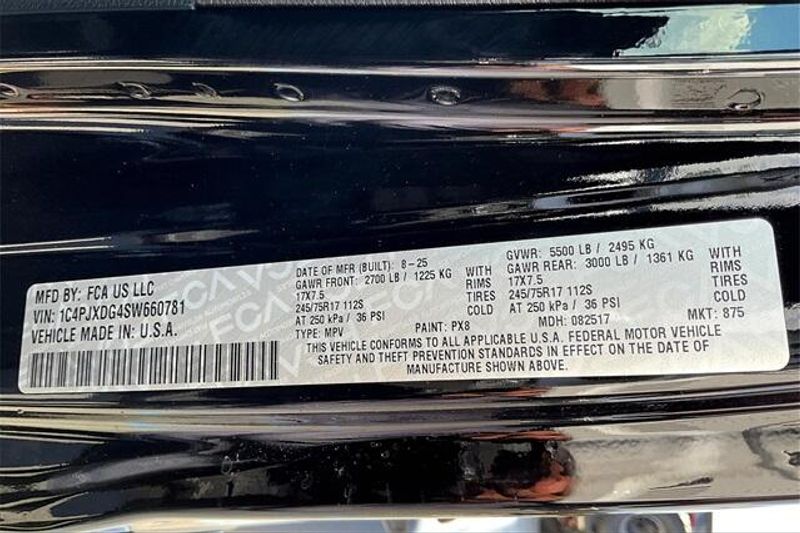 MFD BY: FCA US LLC
VIN: 1C4PJXDG4SW660781
VEHICLE MADE IN U.S.A.
DATE OF MFR (BUILT): 8-25
GAWR FRONT: 2700 LB / 1225 KG WITH
17X7.5 RIMS
245/75R17 112S TIRES
AT 250 kPa / 36 PSI
TYPE: MPV PAINT: PX8
GVWR: 5500 LB / 2495 KG
GAWR REAR: 3000 LB / 1361 KG WITH
17X7.5 RIMS
245/75R17 112S TIRES
AT 250 kPa / 36 PSI
MDH: 082517 MKT: 875
THIS VEHICLE CONFORMS TO ALL APPLICABLE U.S.A. FEDERAL MOTOR VEHICLE
SAFETY AND THEFT PREVENTION STANDARDS IN EFFECT ON THE DATE OF
MANUFACTURE SHOWN ABOVE.